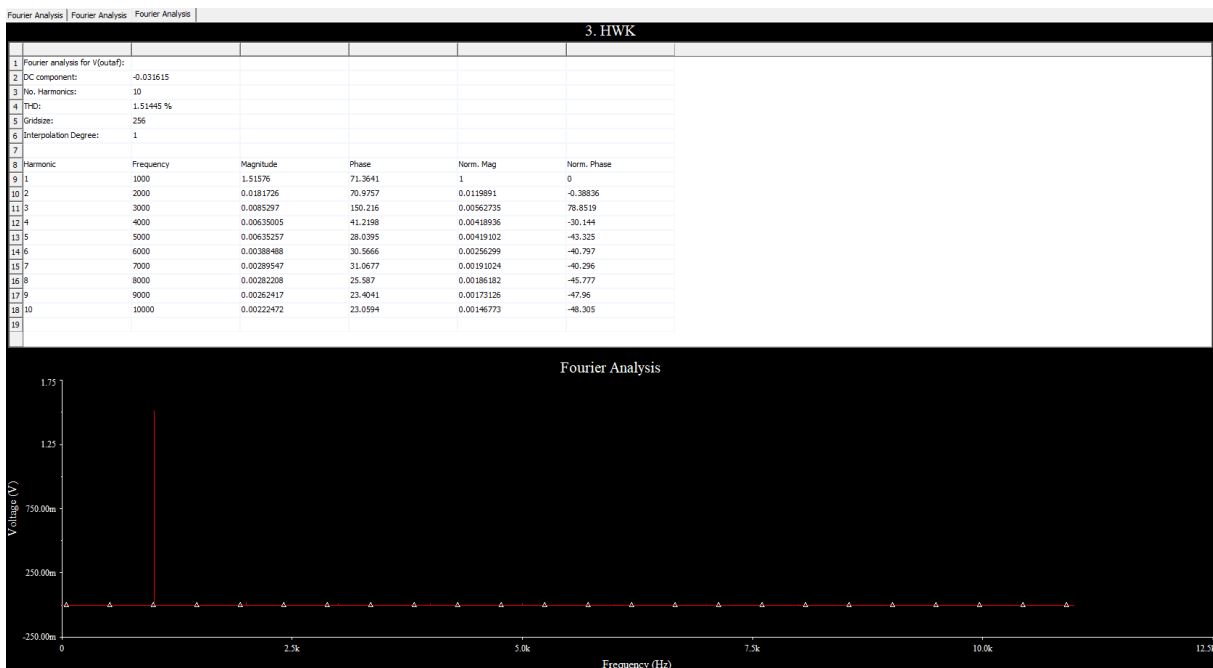 Fourier Analysis Fourier Analysis Fourier Analysis
3. HWK
1 Fourier analysis for V(outaf):
2 DC component: -0.031615
3 No. Harmonics: 10
4 THD: 1.51445 %
5 Gridsize: 256
6 Interpolation Degree: 1
7
8 Harmonic Frequency Magnitude Phase Norm. Mag Norm. Phase
9 1 1000 1.51576 71.3641 1 0
10 2 2000 0.0181726 70.9757 0.0119891 -0.38836
11 3 3000 0.0085297 150.216 0.00562735 78.8519
12 4 4000 0.00635005 41.2198 0.00418936 -30.144
13 5 5000 0.00635257 28.0395 0.00419102 -43.325
14 6 6000 0.00388488 30.5666 0.00256299 -40.797
15 7 7000 0.00289547 31.0677 0.00191024 -40.296
16 8 8000 0.00282208 25.587 0.00186182 -45.777
17 9 9000 0.00262417 23.4041 0.00173126 -47.96
18 10 10000 0.00222472 23.0594 0.00146773 -48.305
19
Fourier Analysis
1.75
1.25
750.00m
250.00m
-250.00m
Voltage (V)
0 2.5k 5.0k 7.5k 10.0k 12.5k
Frequency (Hz)